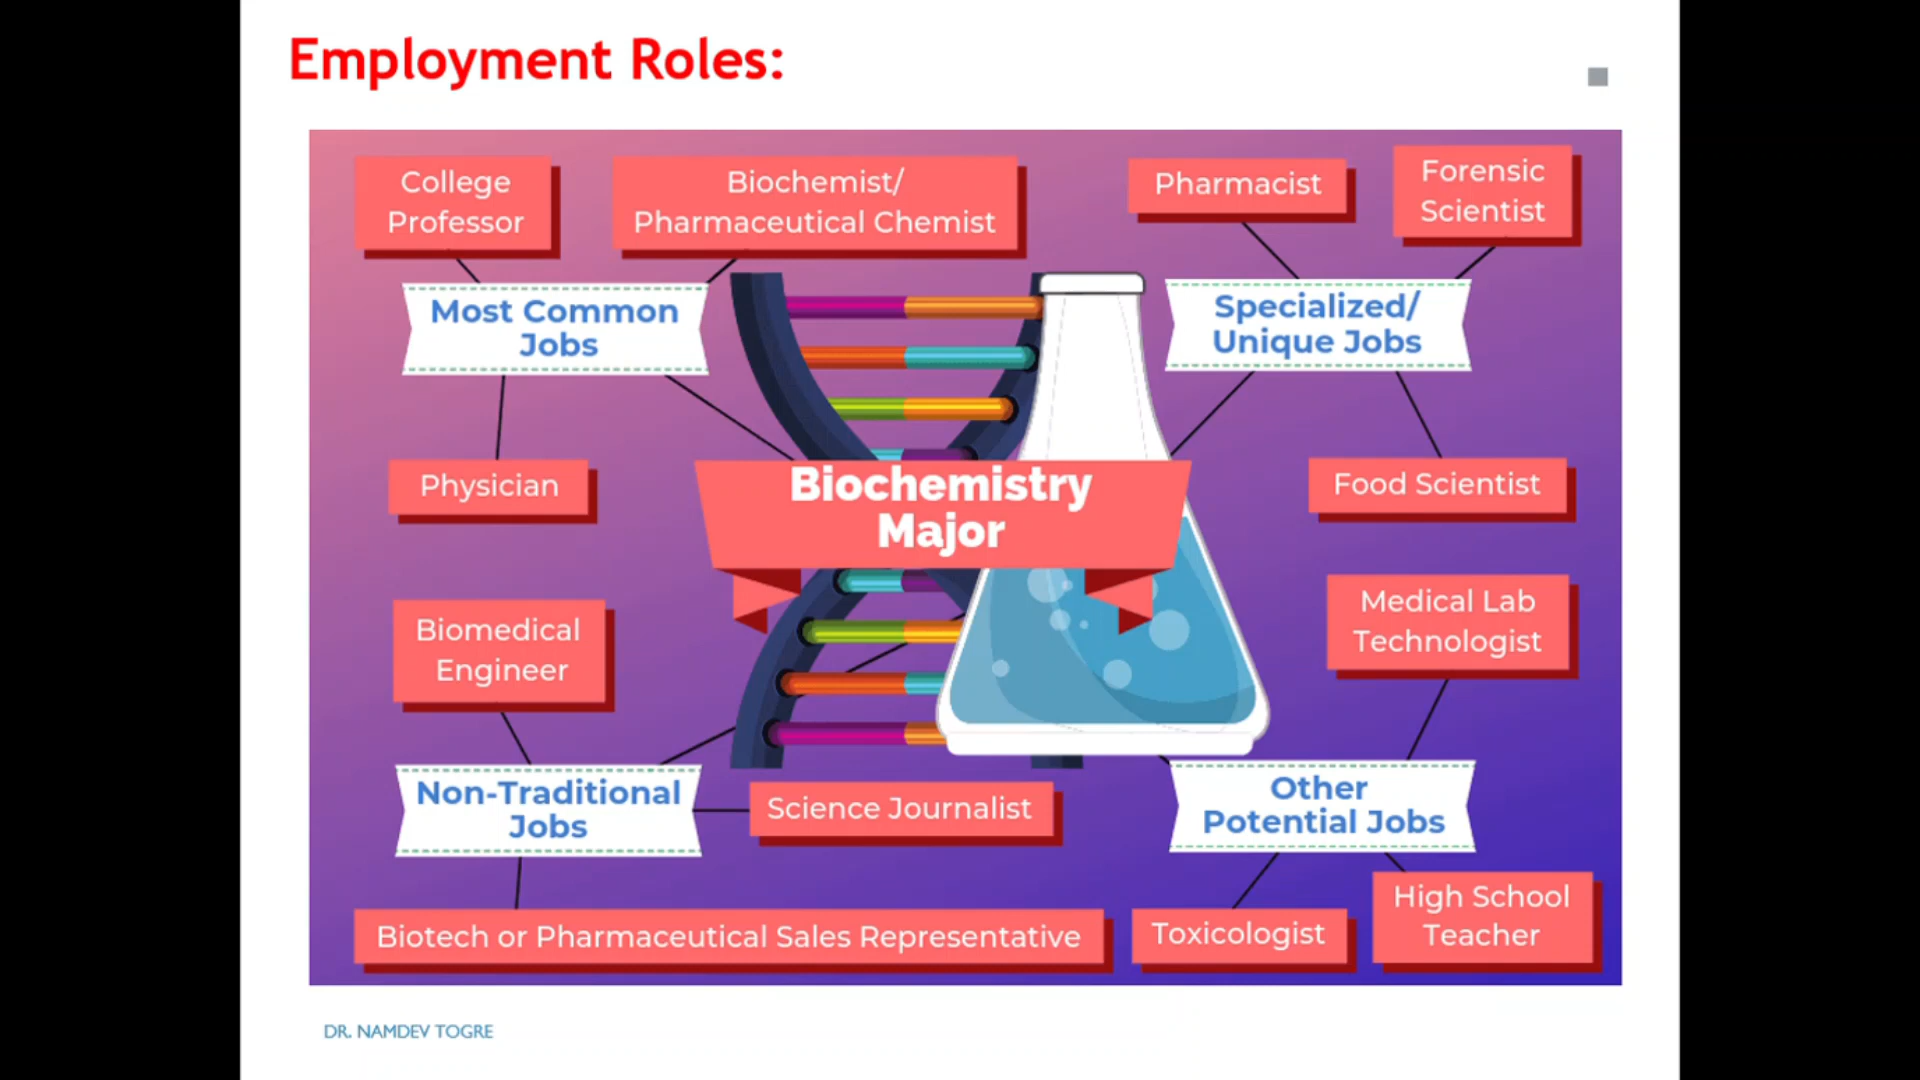 Employment Roles:
College
Professor
Biochemist/
Pharmaceutical Chemist
Pharmacist
Forensic
Scientist
Most Common
Jobs
Specialized/
Unique Jobs
Physician
Biochemistry
Major
Food Scientist
Biomedical
Engineer
Medical Lab
Technologist
Non-Traditional
Jobs
Science Journalist
Other
Potential Jobs
Biotech or Pharmaceutical Sales Representative
Toxicologist
High School
Teacher
DR. NAMDEV TOGRE